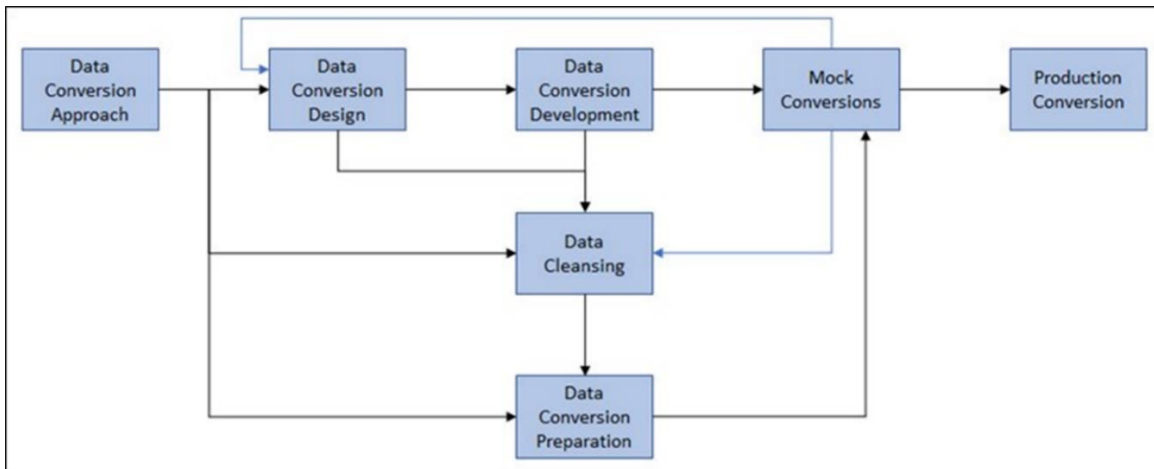 Data
Conversion
Approach
Data
Conversion
Design
Data
Conversion
Development
Mock
Conversions
Production
Conversion
Data
Cleansing
Data
Conversion
Preparation